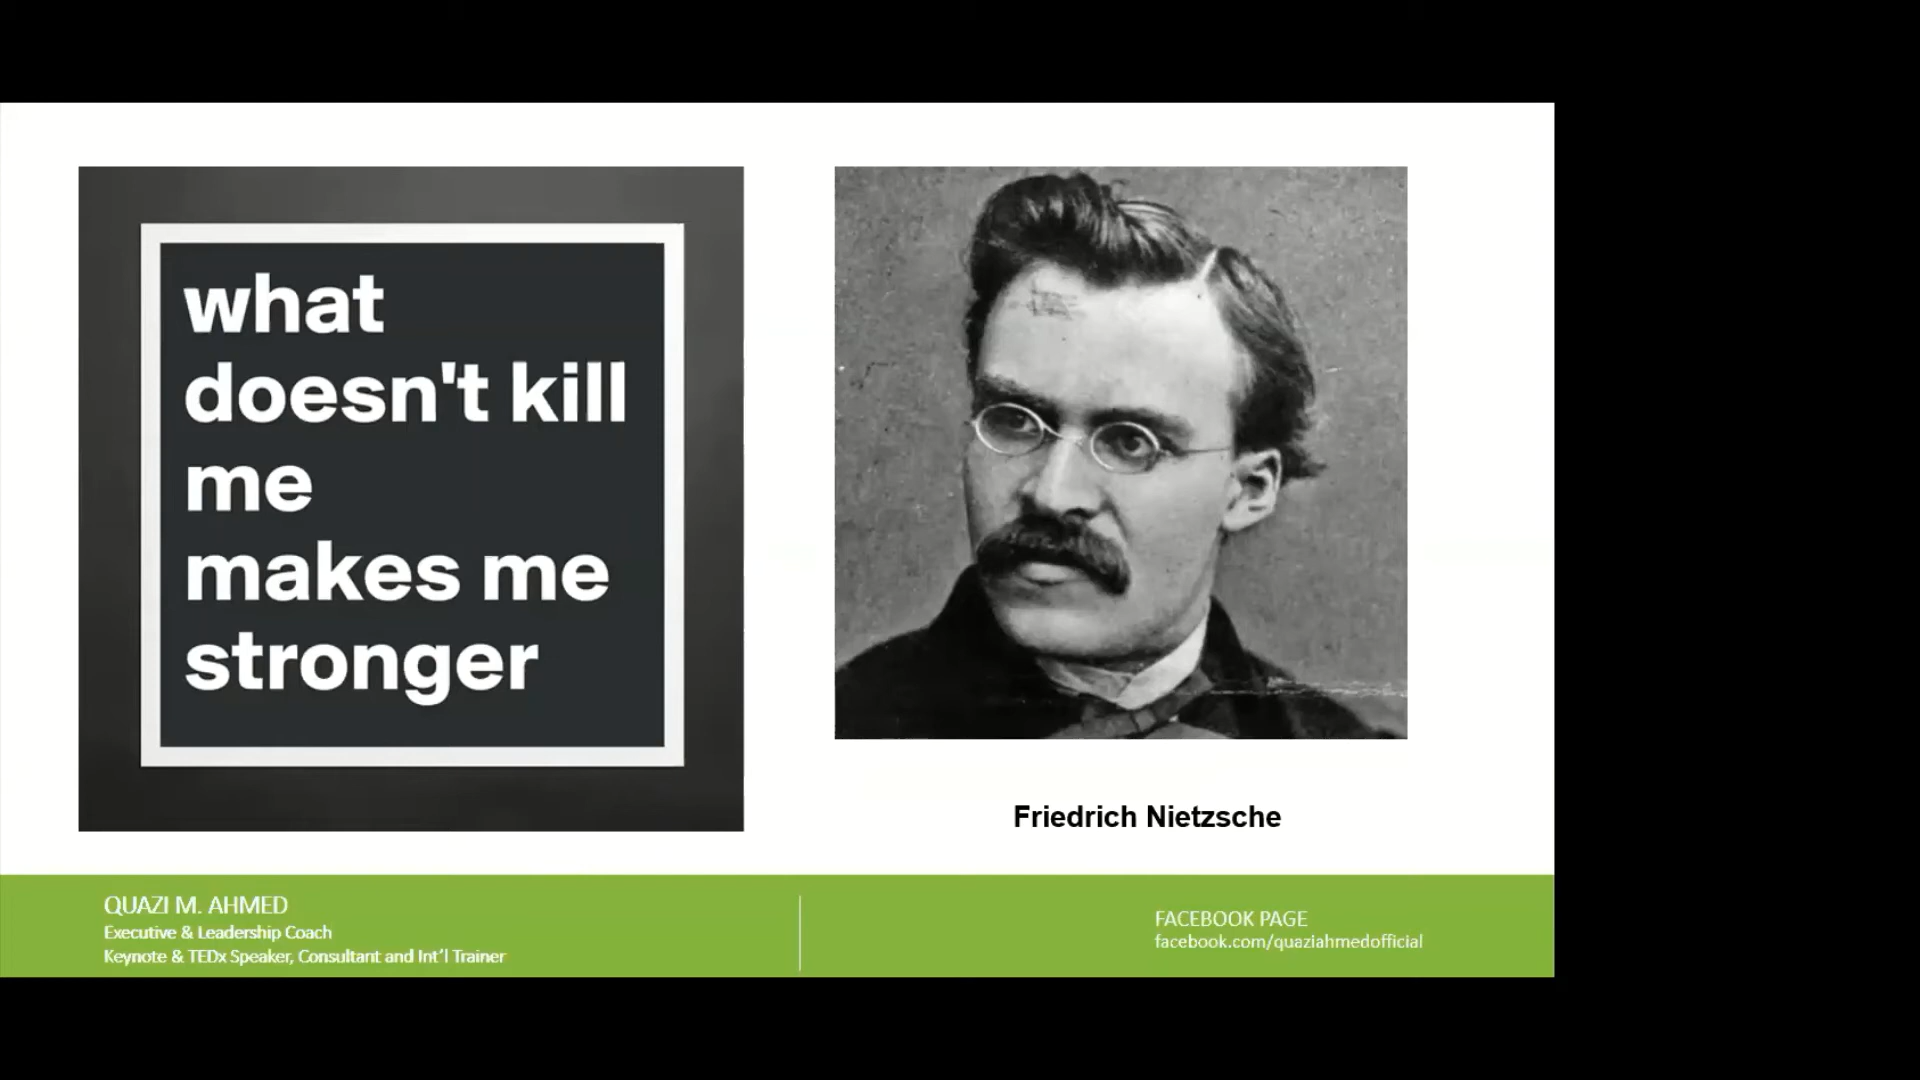 what
doesn't kill
me
makes me
stronger
Friedrich Nietzsche
QUAZI M. AHMED
Executive & Leadership Coach
Keynote & TEDx Speaker, Consultant and Int'l Trainer
FACEBOOK PAGE
facebook.com/quaziahmedofficial